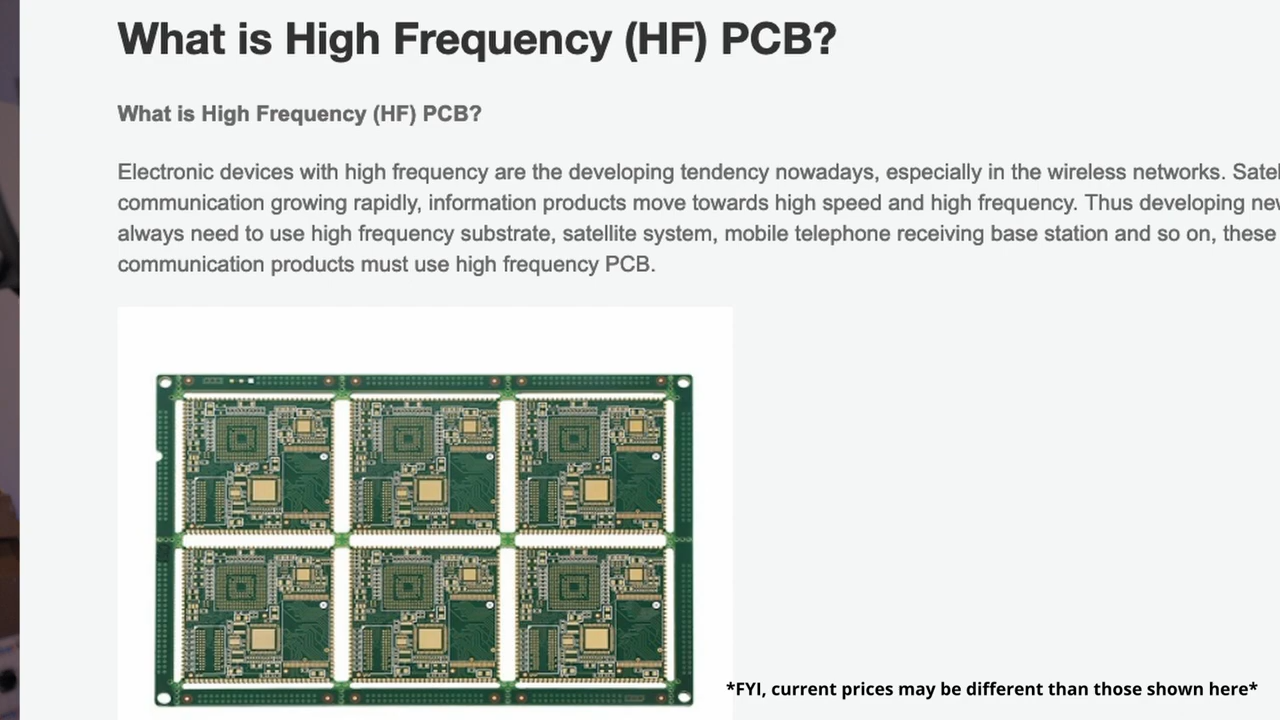 What is High Frequency (HF) PCB?
What is High Frequency (HF) PCB?
Electronic devices with high frequency are the developing tendency nowadays, especially in the wireless networks.
communication growing rapidly, information products move towards high speed and high frequency. Thus developing
always need to use high frequency substrate, satellite system, mobile telephone receiving base station and so on, these
communication products must use high frequency PCB.
*FYI, current prices may be different than those shown here*